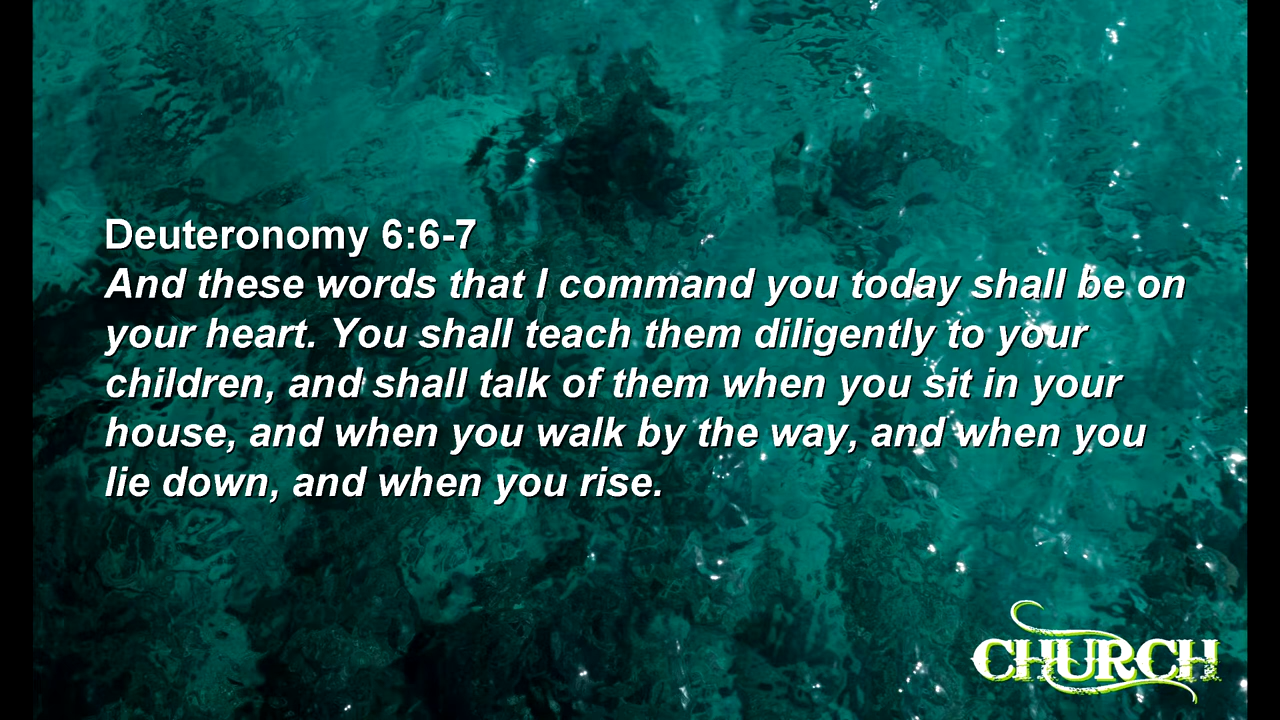 Deuteronomy 6:6-7
And these words that I command you today shall be on
your heart. You shall teach them diligently to your
children, and shall talk of them when you sit in your
house, and when you walk by the way, and when you
lie down, and when you rise.
CHURCH